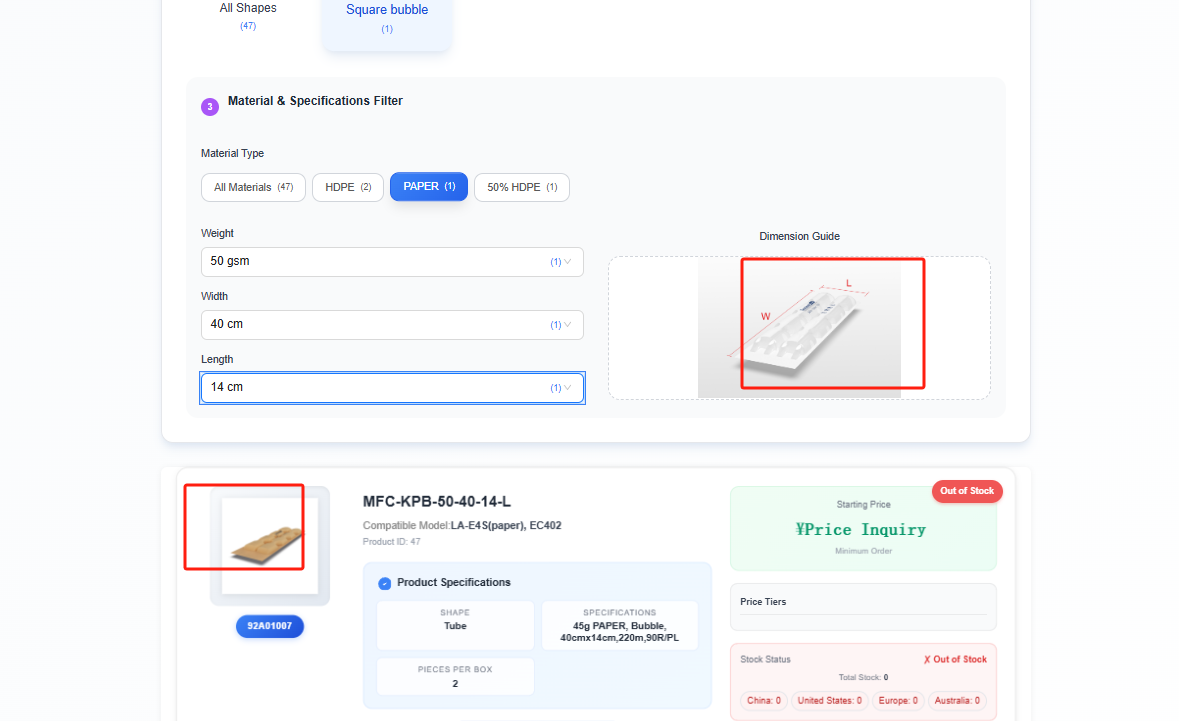 All Shapes
(47)
Square bubble
(1)
3
Material & Specifications Filter
Material Type
All Materials (47)
HDPE (2)
PAPER (1)
50% HDPE (1)
Weight
50 gsm (1)
Width
40 cm (1)
Length
14 cm (1)
Dimension Guide
L
W
92A01007
MFC-KPB-50-40-14-L
Compatible Model:LA-E4S(paper), EC402
Product ID: 47
Product Specifications
SHAPE
Tube
SPECIFICATIONS
45g PAPER, Bubble,
40cmx14cm,220m,90R/PL
PIECES PER BOX
2
Out of Stock
Starting Price
¥Price Inquiry
Minimum Order
Price Tiers
Stock Status
✗ Out of Stock
Total Stock: 0
China: 0
United States: 0
Europe: 0
Australia: 0